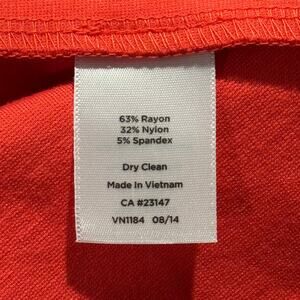 63% Rayon
32% Nylon
5% Spandex
Dry Clean
Made In Vietnam
CA #23147
VN1184 08/14